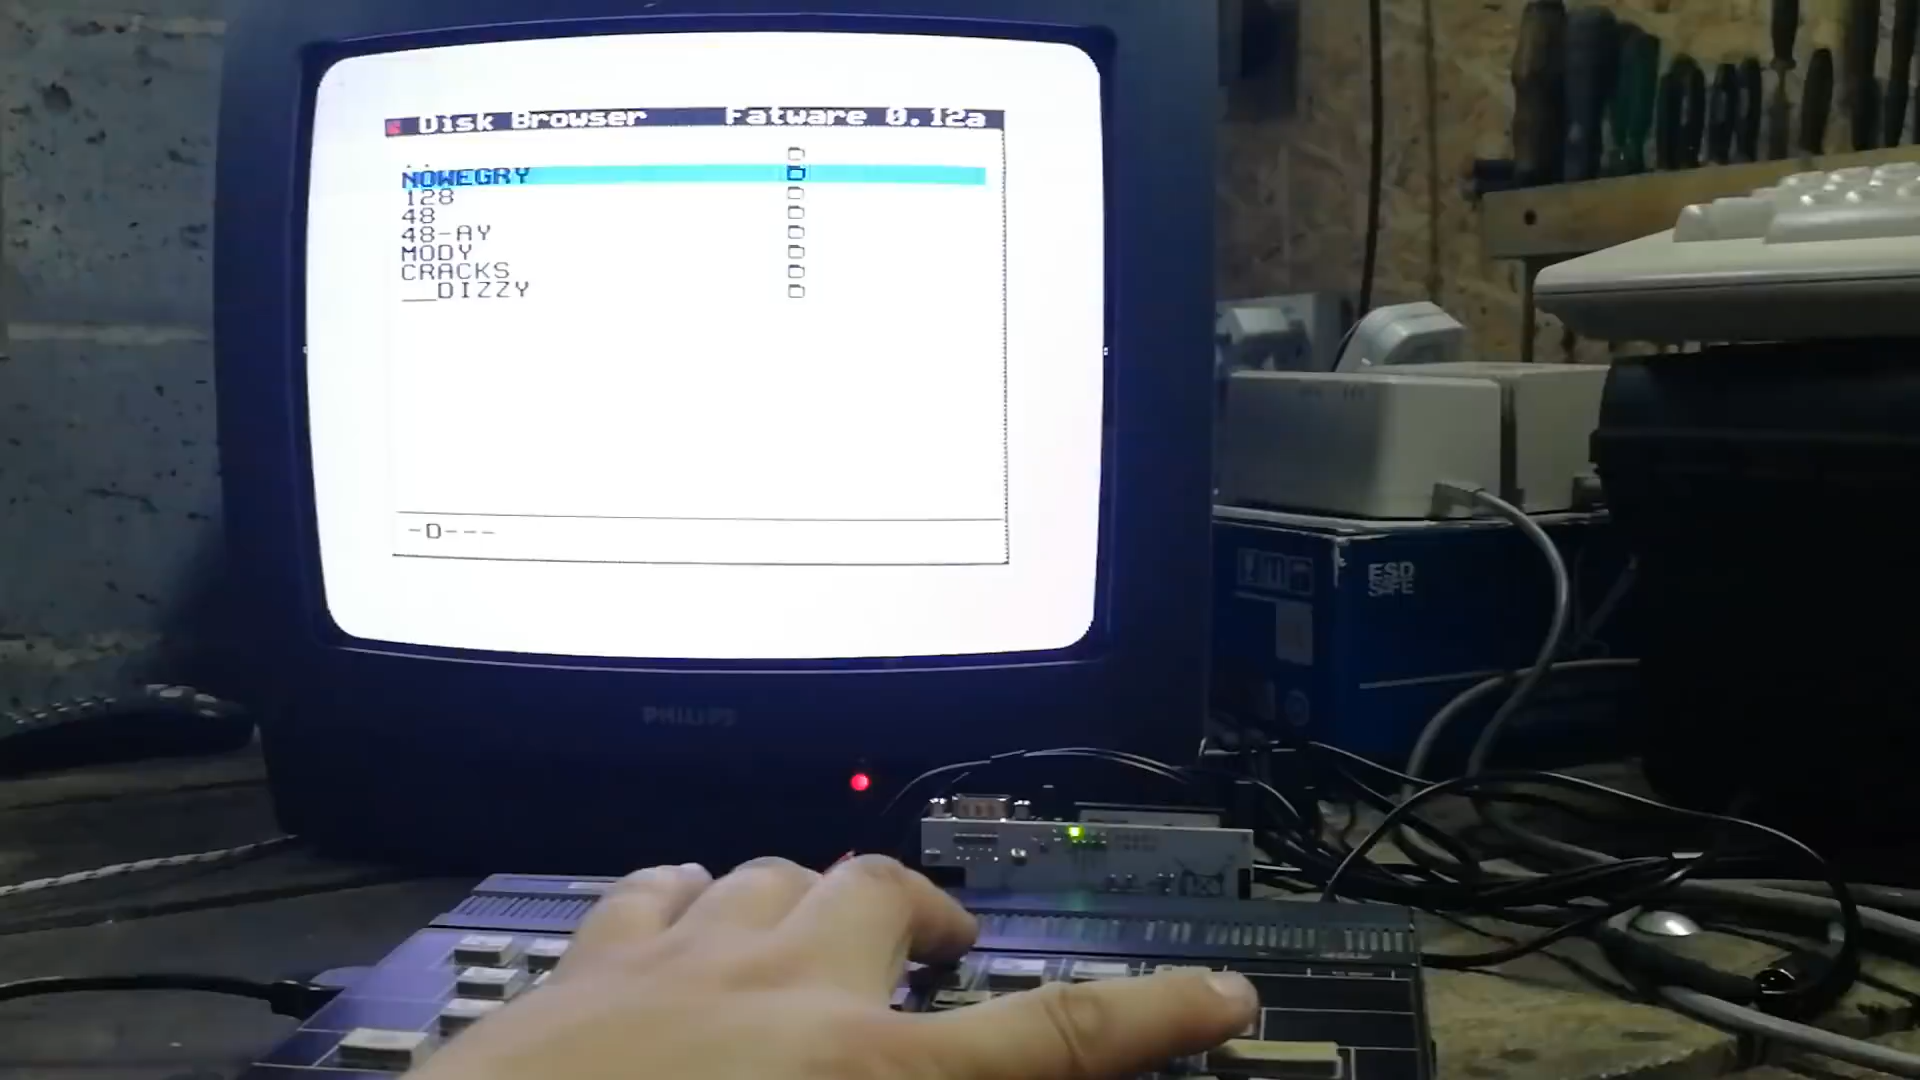 Disk Browser Fatware 0.12a
..
NOWEGRY
128
48
48-AY
MODY
CRACKS
__DIZZY
-D---
PHILIPS
ESD
SAFE